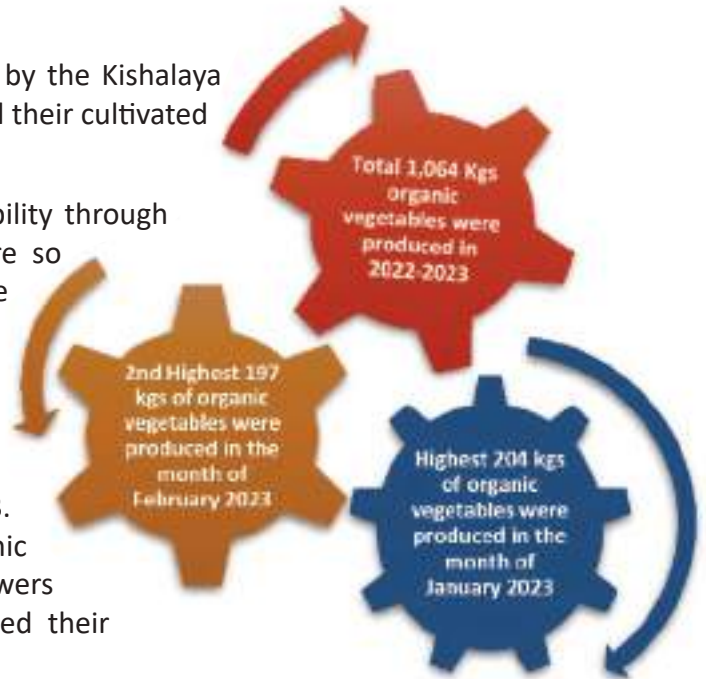 by the Kishalaya
their cultivated
bility through
re so
e
s.
nic
wers
ed their
Total 1,064 Kgs
organic
vegetables were
produced in
2022-2023
2nd Highest 197
kgs of organic
vegetables were
produced in the
month of
February 2023
Highest 204 kgs
of organic
vegetables were
produced in the
month of
January 2023